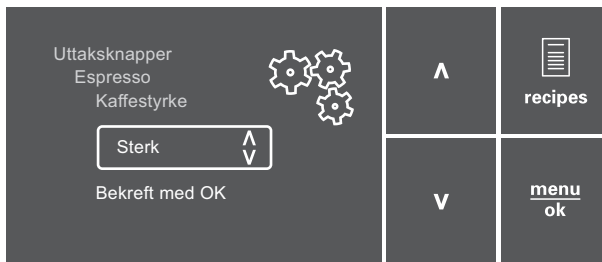 Uttaksknapper
Espresso
Kaffestyrke
Sterk
Bekreft med OK
recipes
menu
ok